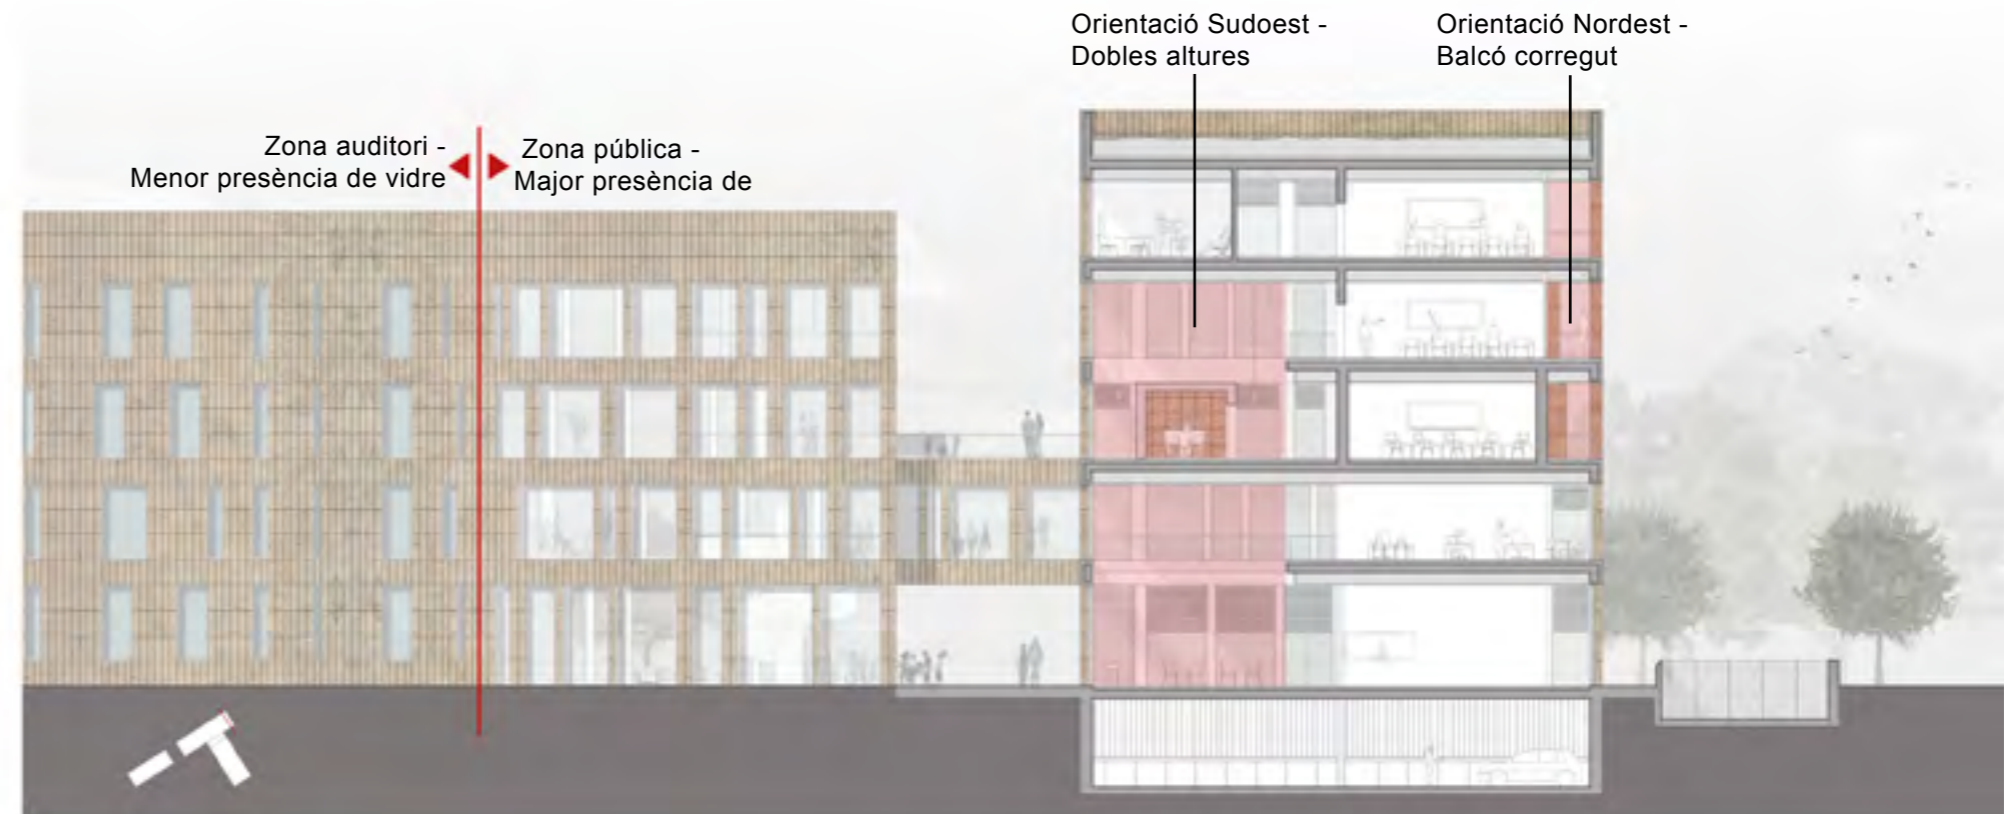 Orientació Sudoest -
Dobles altures
Orientació Nordest -
Balcó corregut
Zona auditori -
Menor presència de vidre
Zona pública -
Major presència de